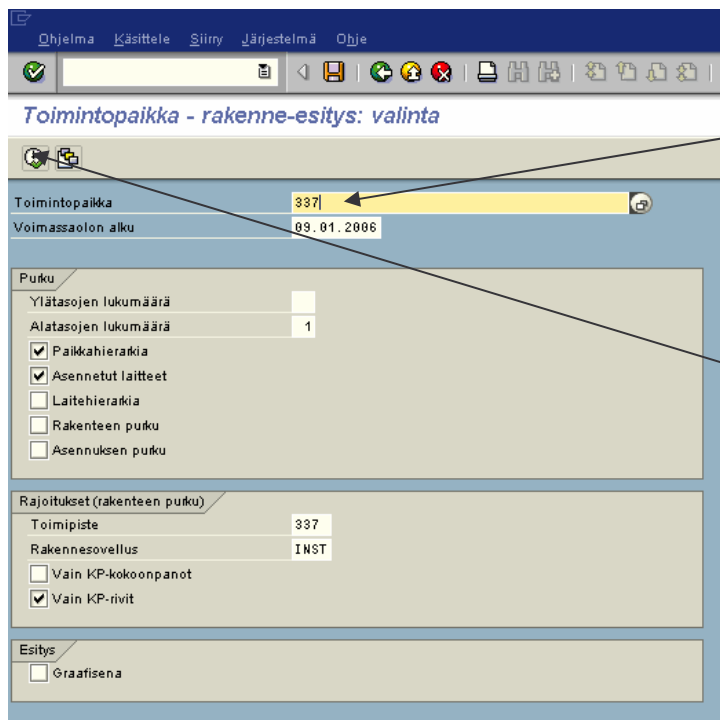 Ohjelma Käsittele Siirry Järjestelmä Ohje
Toimintopaikka - rakenne-esitys: valinta
Toimintopaikka 337
Voimassaolon alku 09.01.2006
Purku
Ylätasojen lukumäärä
Alatasojen lukumäärä 1
Paikkahierarkia
Asennetut laitteet
Laitehierarkia
Rakenteen purku
Asennuksen purku
Rajoitukset (rakenteen purku)
Toimipiste 337
Rakennesovellus INST
Vain KP-kokoonpanot
Vain KP-rivit
Esitys
Graafisena